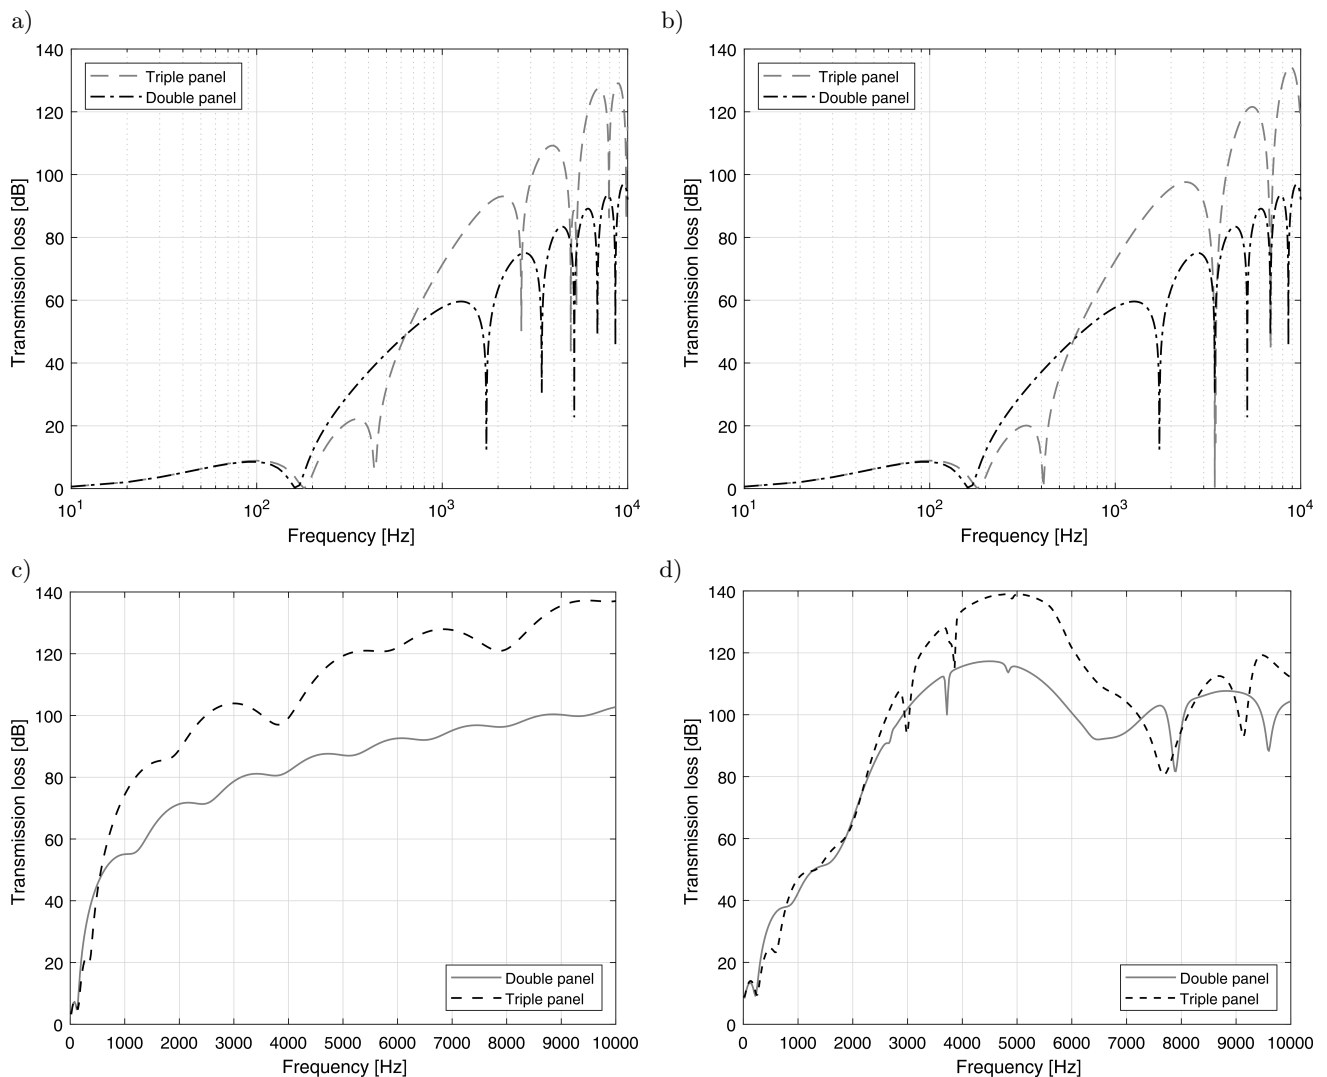 a)
140
120
100
80
60
40
20
0
Transmission loss [dB]
Triple panel
Double panel
10^1
10^2
10^3
10^4
Frequency [Hz]
b)
140
120
100
80
60
40
20
0
Transmission loss [dB]
Triple panel
Double panel
10^1
10^2
10^3
10^4
Frequency [Hz]
c)
140
120
100
80
60
40
20
0
Transmission loss [dB]
Double panel
Triple panel
0 1000 2000 3000 4000 5000 6000 7000 8000 9000 10000
Frequency [Hz]
d)
140
120
100
80
60
40
20
0
Transmission loss [dB]
Double panel
Triple panel
0 1000 2000 3000 4000 5000 6000 7000 8000 9000 10000
Frequency [Hz]